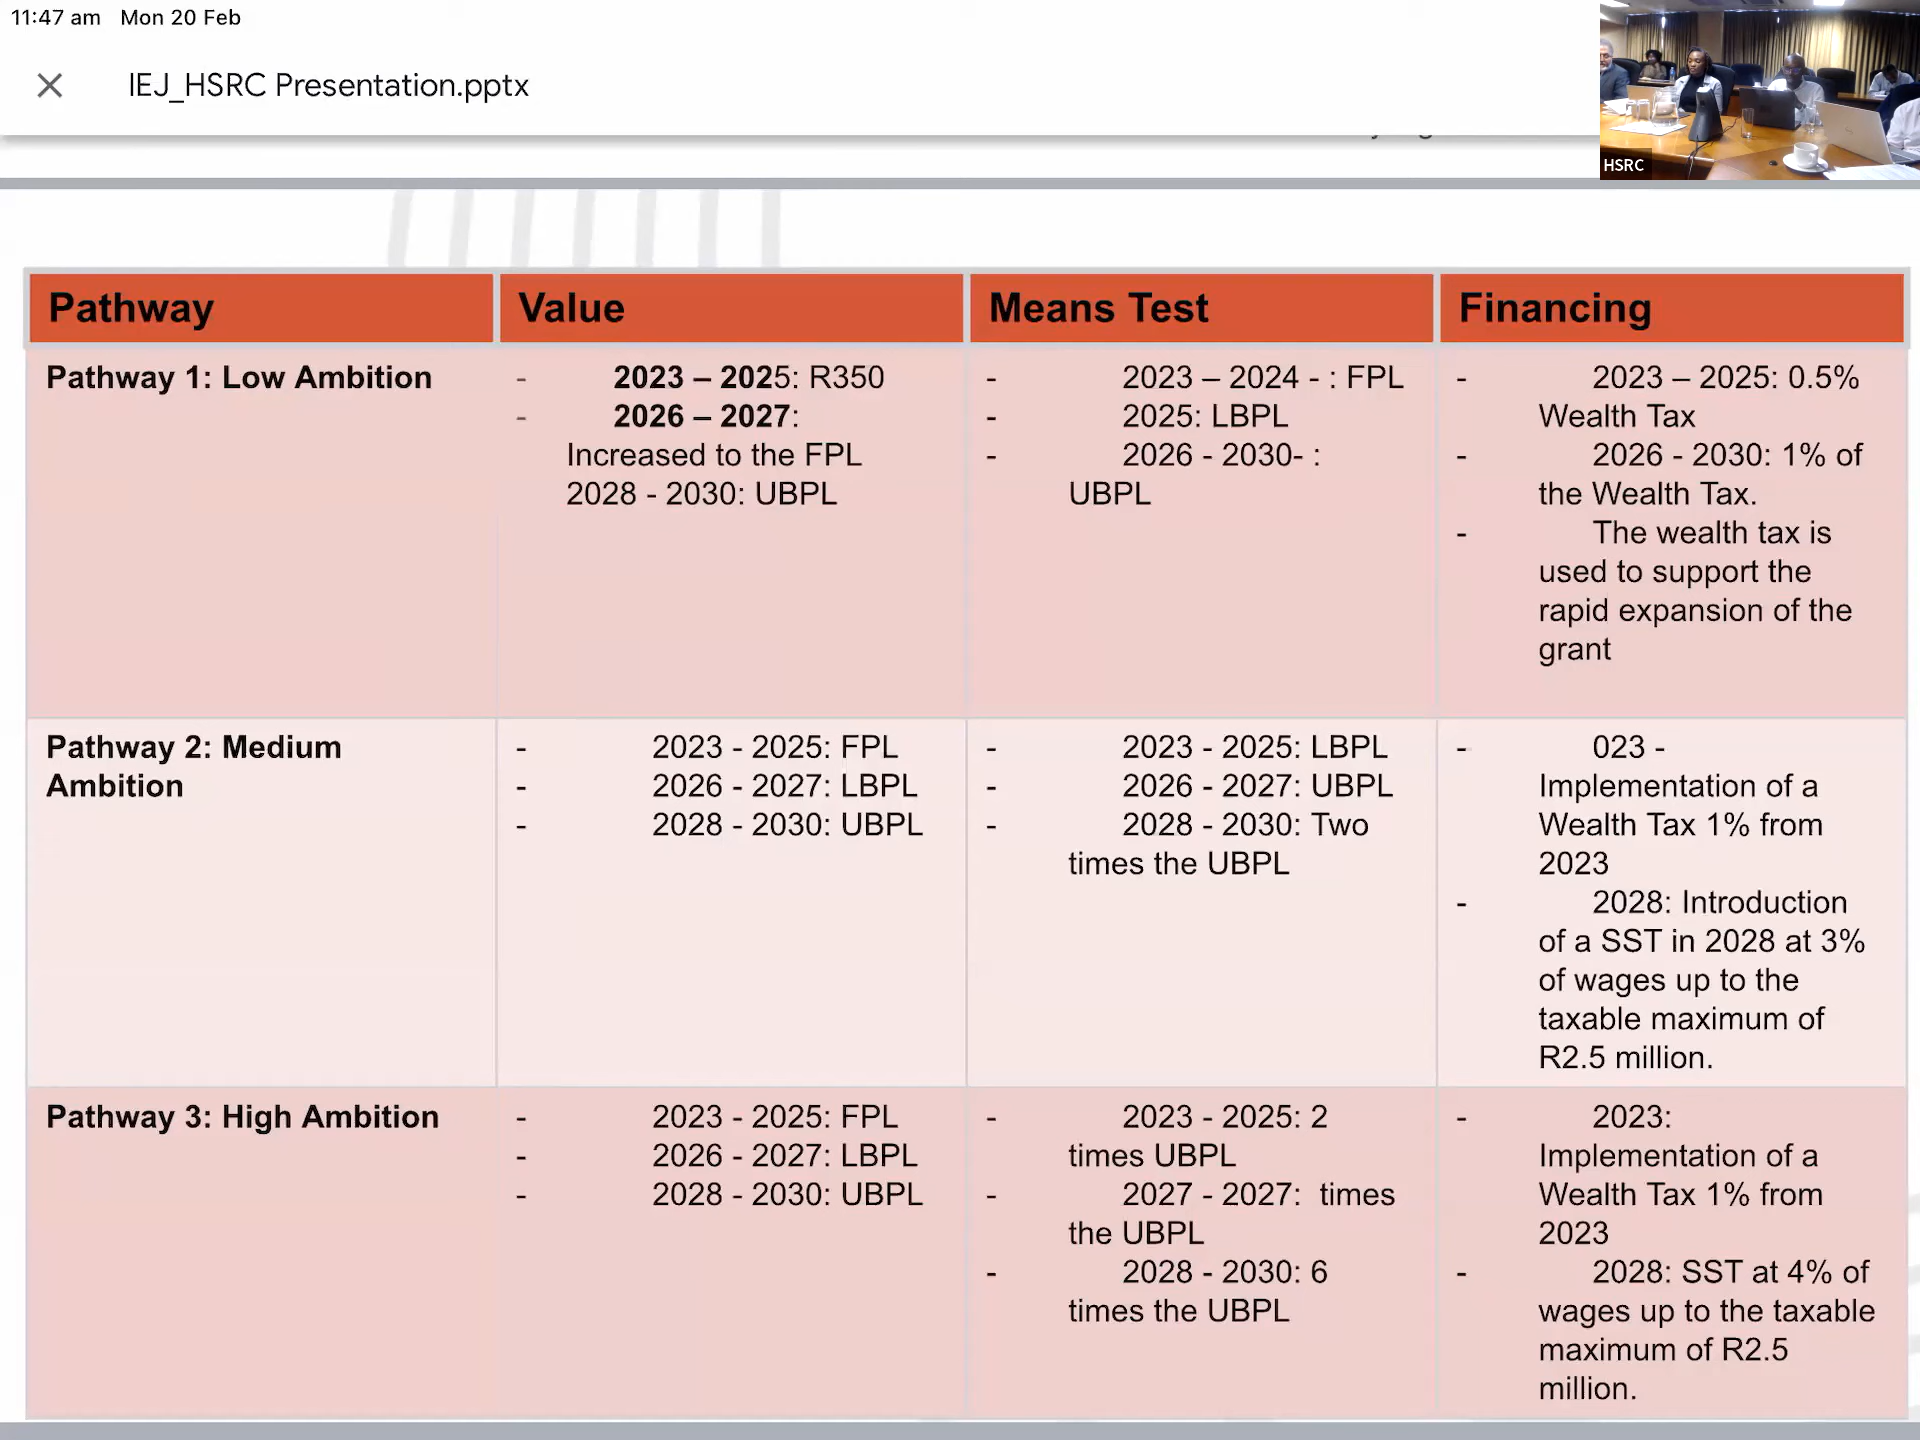 11:47 am Mon 20 Feb
IEJ_HSRC Presentation.pptx
HSRC
Pathway
Value
Means Test
Financing
Pathway 1: Low Ambition
- 2023 – 2025: R350
- 2026 – 2027:
Increased to the FPL
2028 - 2030: UBPL
- 2023 – 2024 - : FPL
- 2025: LBPL
- 2026 - 2030- :
UBPL
- 2023 – 2025: 0.5%
Wealth Tax
- 2026 - 2030: 1% of
the Wealth Tax.
- The wealth tax is
used to support the
rapid expansion of the
grant
Pathway 2: Medium
Ambition
- 2023 - 2025: FPL
- 2026 - 2027: LBPL
- 2028 - 2030: UBPL
- 2023 - 2025: LBPL
- 2026 - 2027: UBPL
- 2028 - 2030: Two
times the UBPL
- 023 -
Implementation of a
Wealth Tax 1% from
2023
- 2028: Introduction
of a SST in 2028 at 3%
of wages up to the
taxable maximum of
R2.5 million.
Pathway 3: High Ambition
- 2023 - 2025: FPL
- 2026 - 2027: LBPL
- 2028 - 2030: UBPL
- 2023 - 2025: 2
times UBPL
- 2027 - 2027: times
the UBPL
- 2028 - 2030: 6
times the UBPL
- 2023:
Implementation of a
Wealth Tax 1% from
2023
- 2028: SST at 4% of
wages up to the taxable
maximum of R2.5
million.